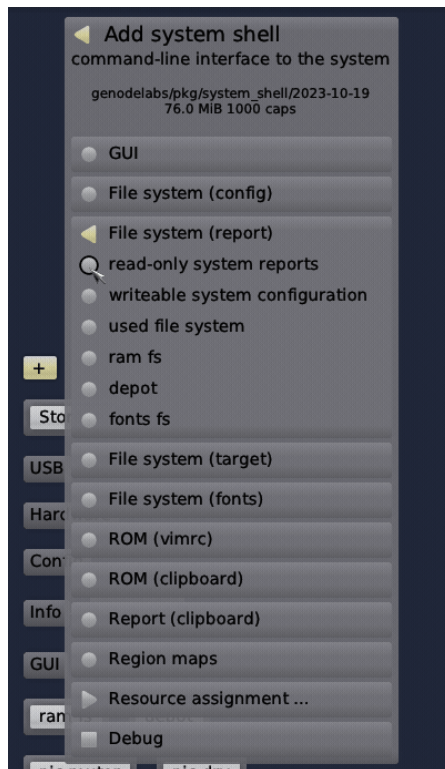 Add system shell
command-line interface to the system
genodelabs/pkg/system_shell/2023-10-19
76.0 MiB 1000 caps
GUI
File system (config)
File system (report)
read-only system reports
writeable system configuration
used file system
ram fs
depot
fonts fs
File system (target)
File system (fonts)
ROM (vimrc)
ROM (clipboard)
Report (clipboard)
Region maps
Resource assignment ...
Debug
+
Sto
USB
Hard
Con
Info
GUI
ram